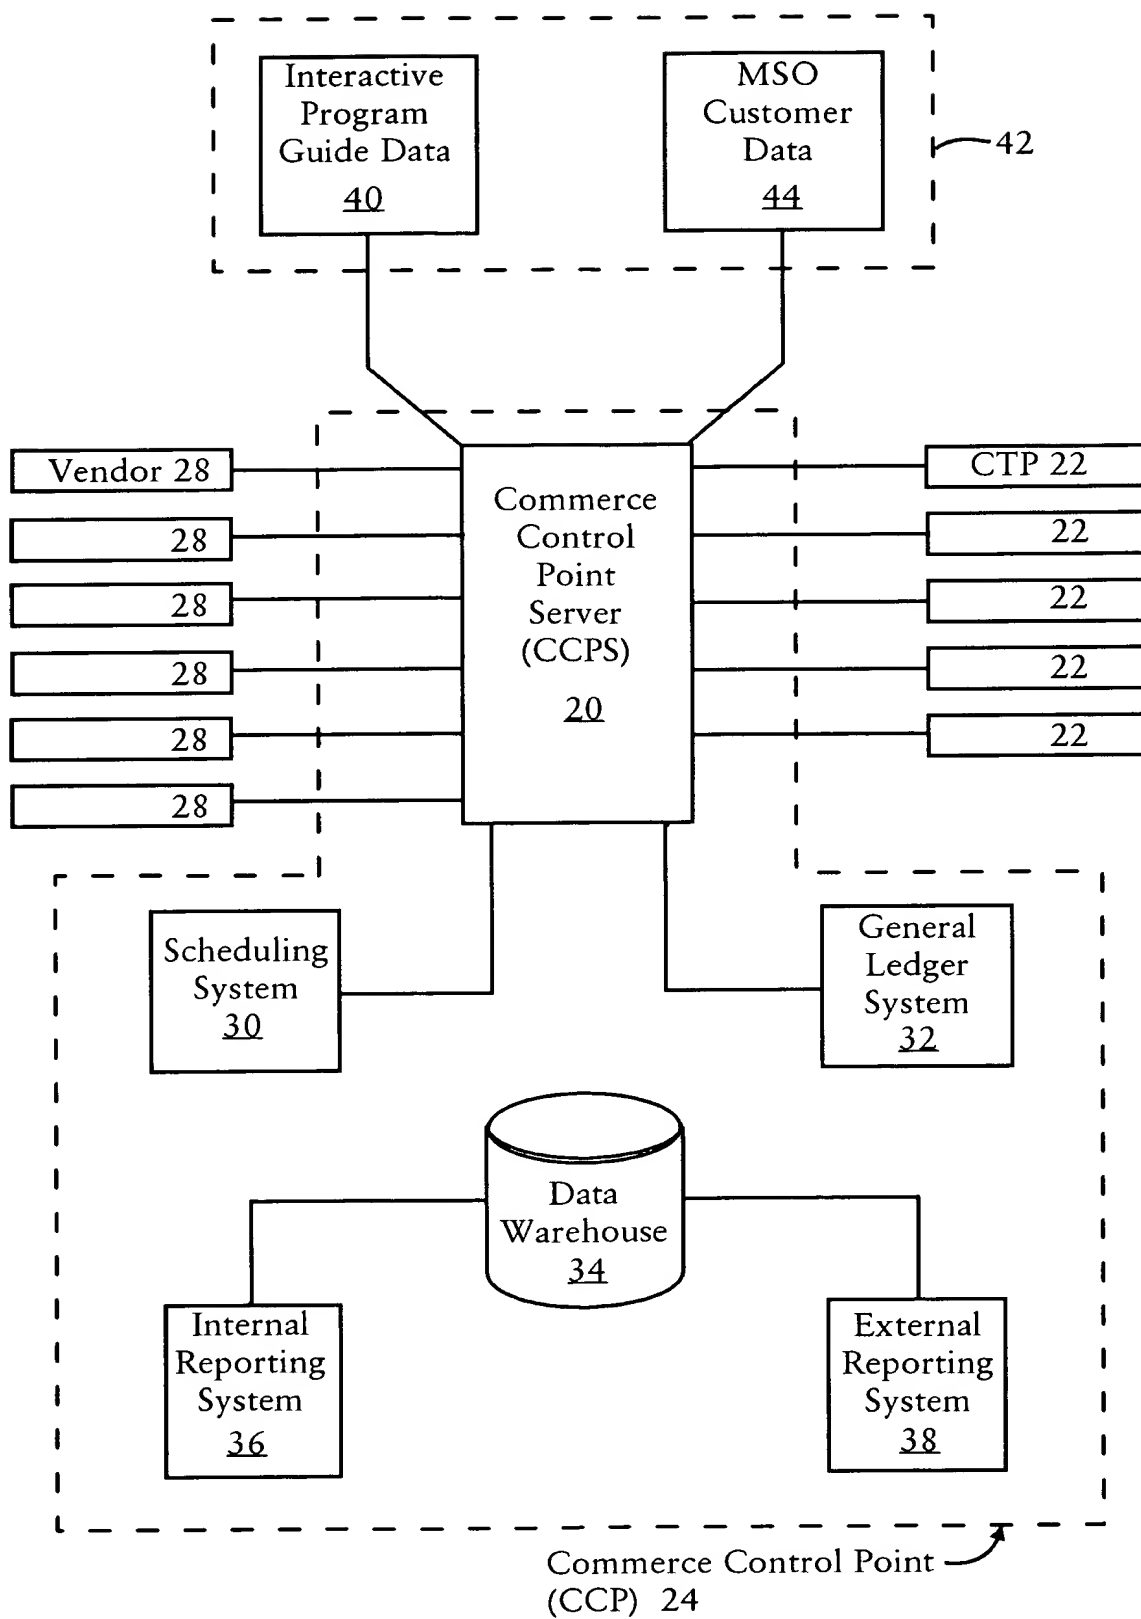 Interactive
Program
Guide Data
40
MSO
Customer
Data
44
42
Vendor 28
28
28
28
28
28
Commerce
Control
Point
Server
(CCPS)
20
CTP 22
22
22
22
22
Scheduling
System
30
General
Ledger
System
32
Data
Warehouse
34
Internal
Reporting
System
36
External
Reporting
System
38
Commerce Control Point
(CCP) 24